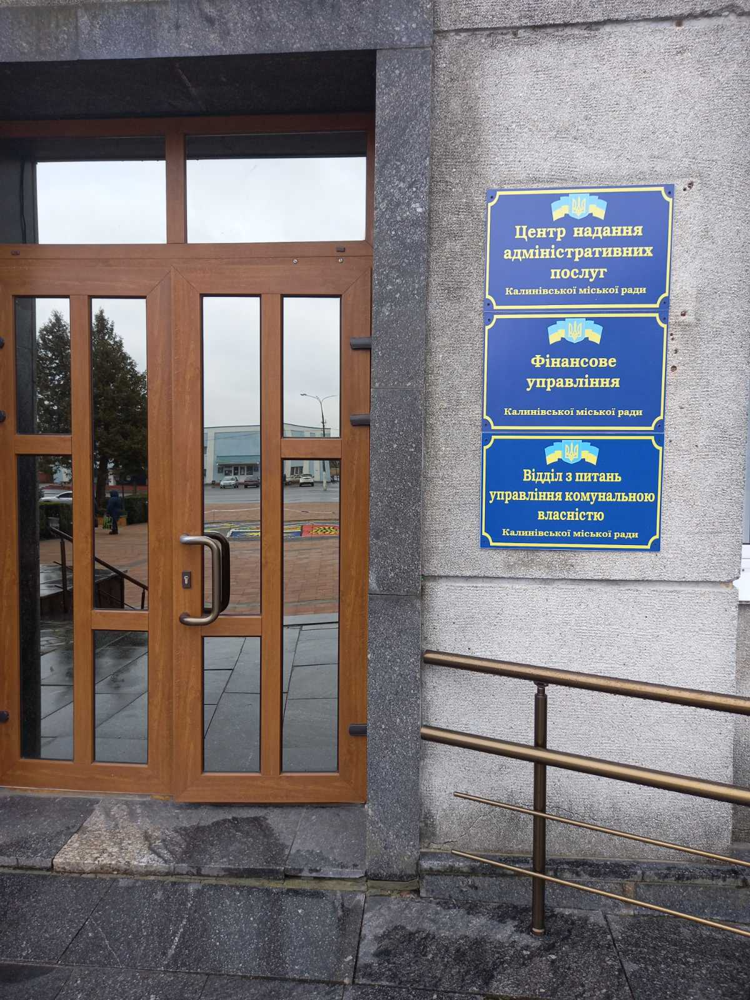 Центр надання
адміністративних
послуг
Калинівської міської ради
Фінансове
управління
Калинівської міської ради
Відділ з питань
управління комунальною
власністю
Калинівської міської ради